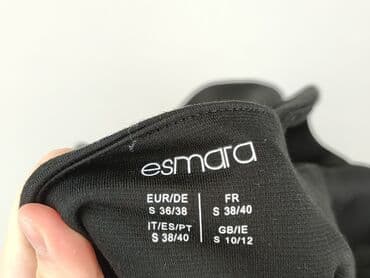 esmara
EUR/DE FR
S 36/38 S 38/40
IT/ES/PT GB/IE
S 38/40 S 10/12